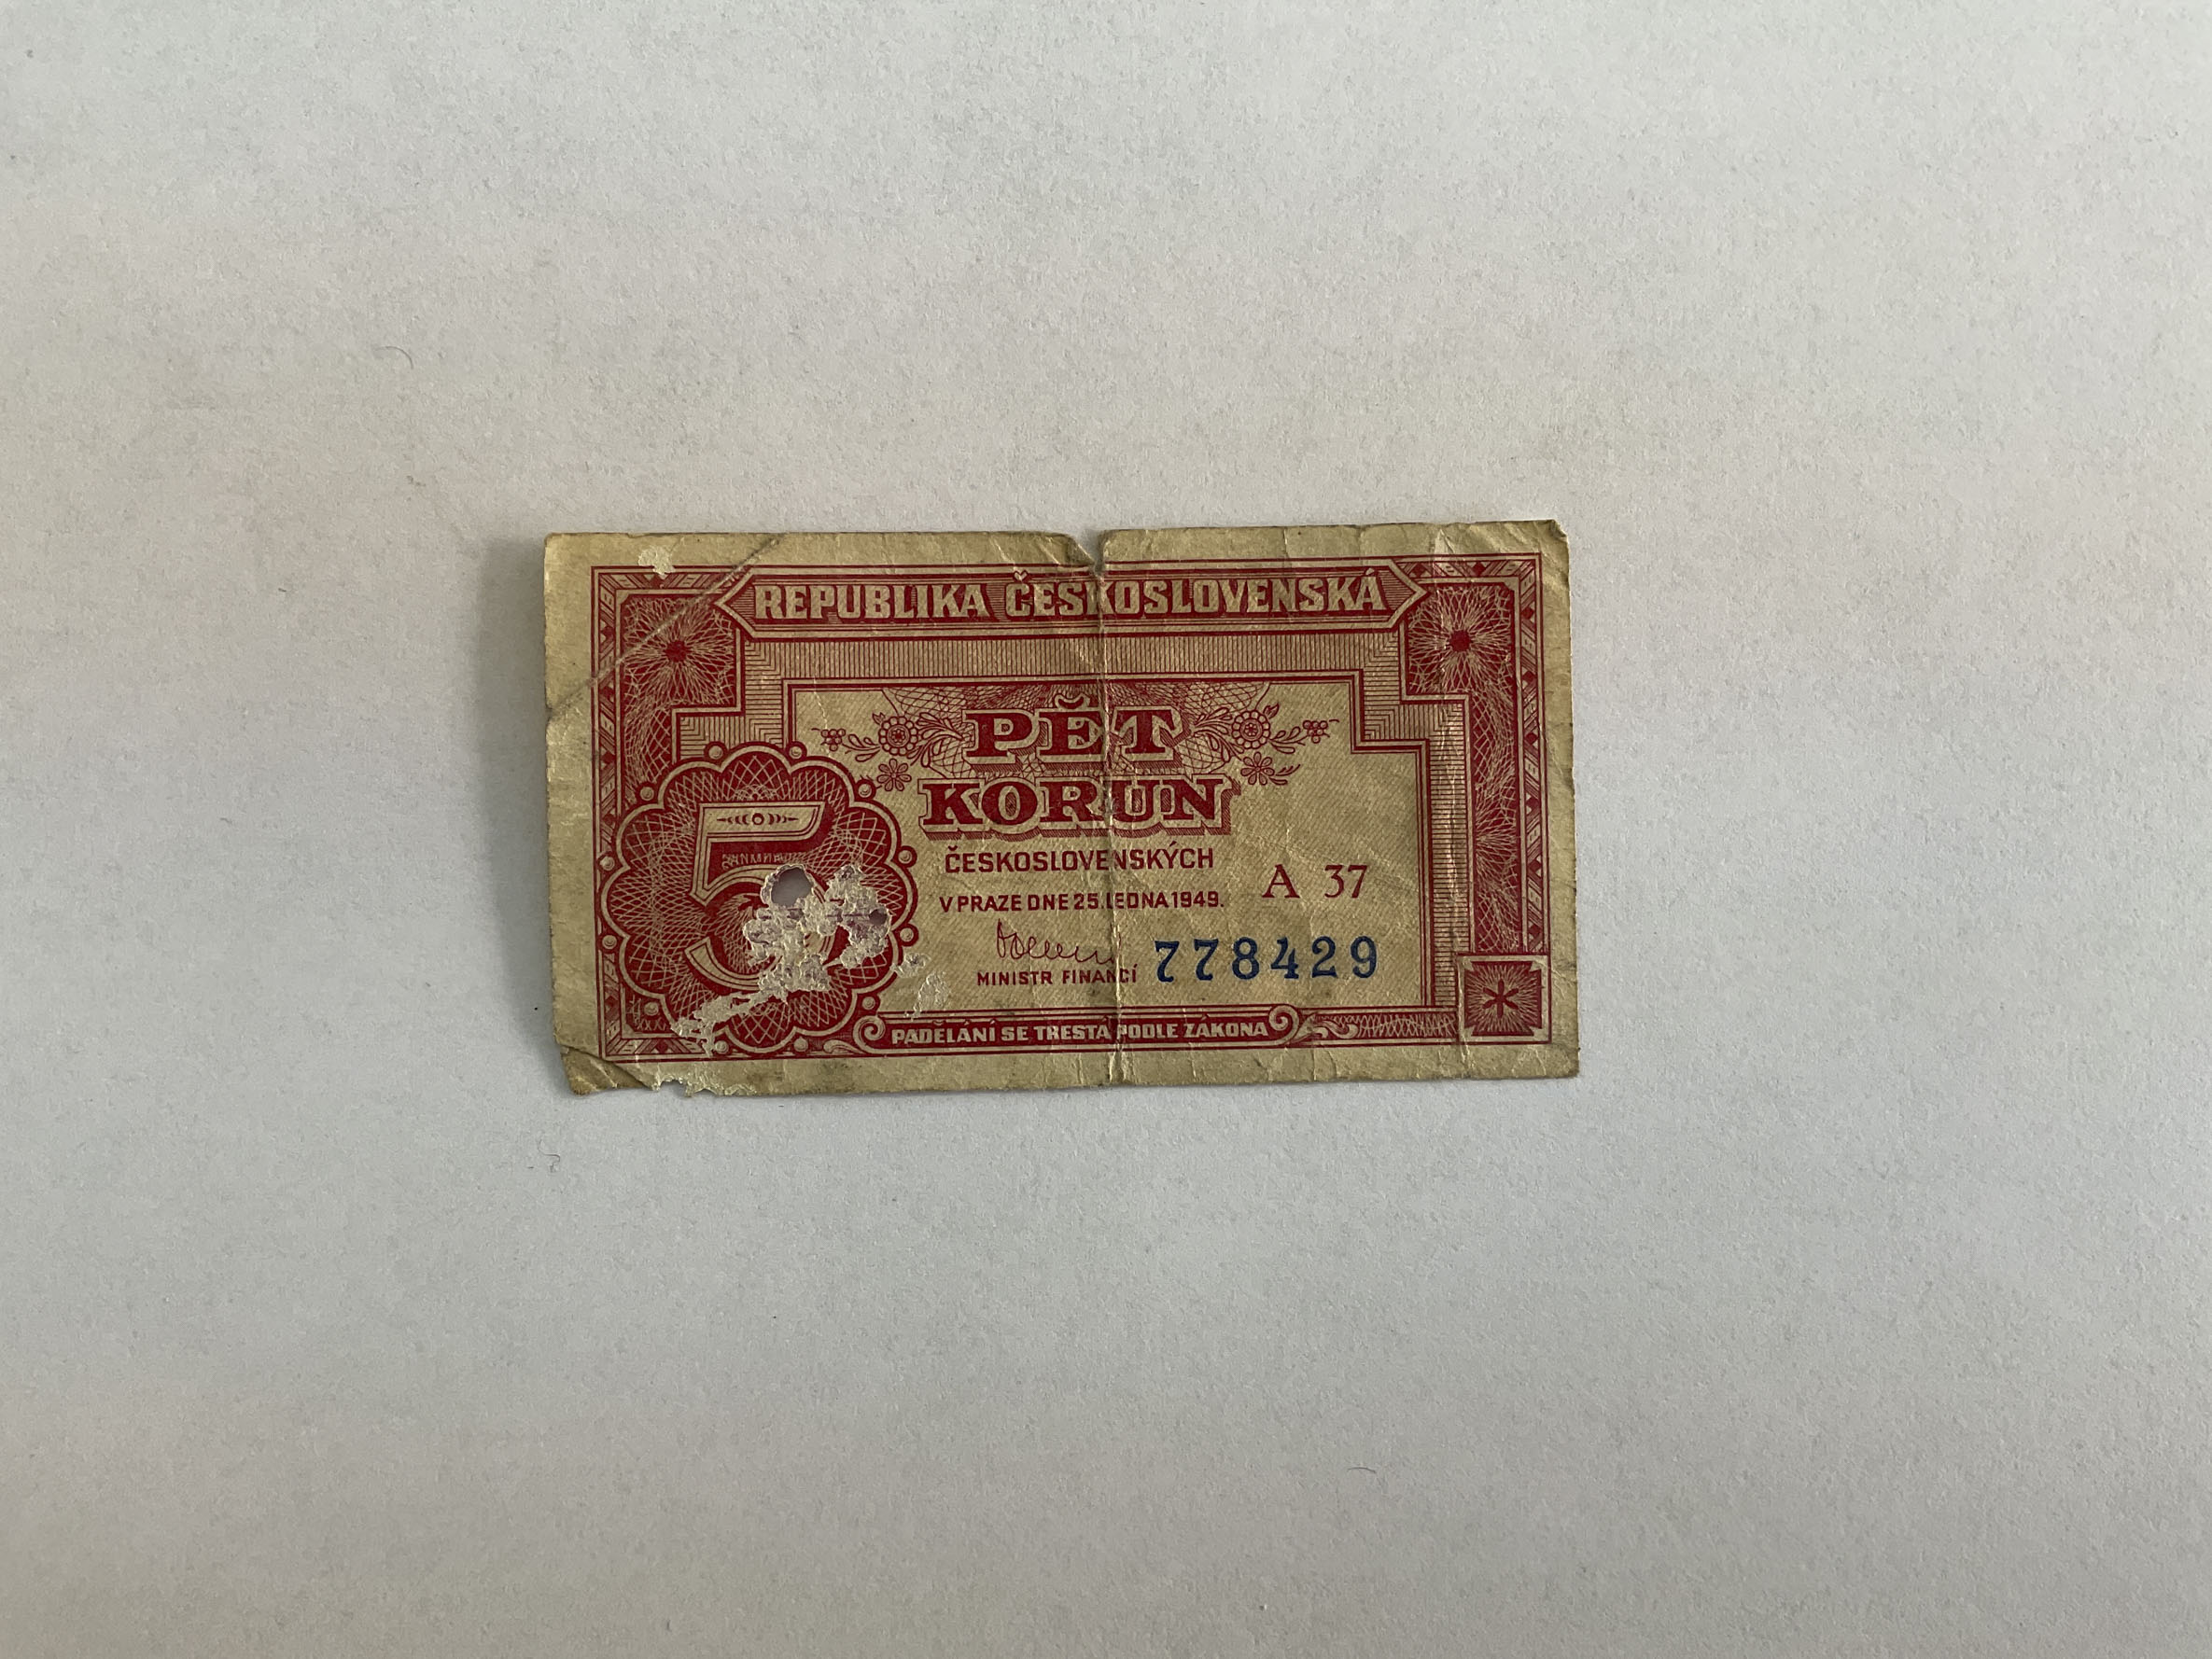 REPUBLIKA ČESKOSLOVENSKÁ
PĚT
KORUN
5
ČESKOSLOVENSKÝCH
V PRAZE DNE 25. LEDNA 1949.
A 37
MINISTR FINANCÍ
778429
PADĚLÁNÍ SE TRESTÁ PODLE ZÁKONA